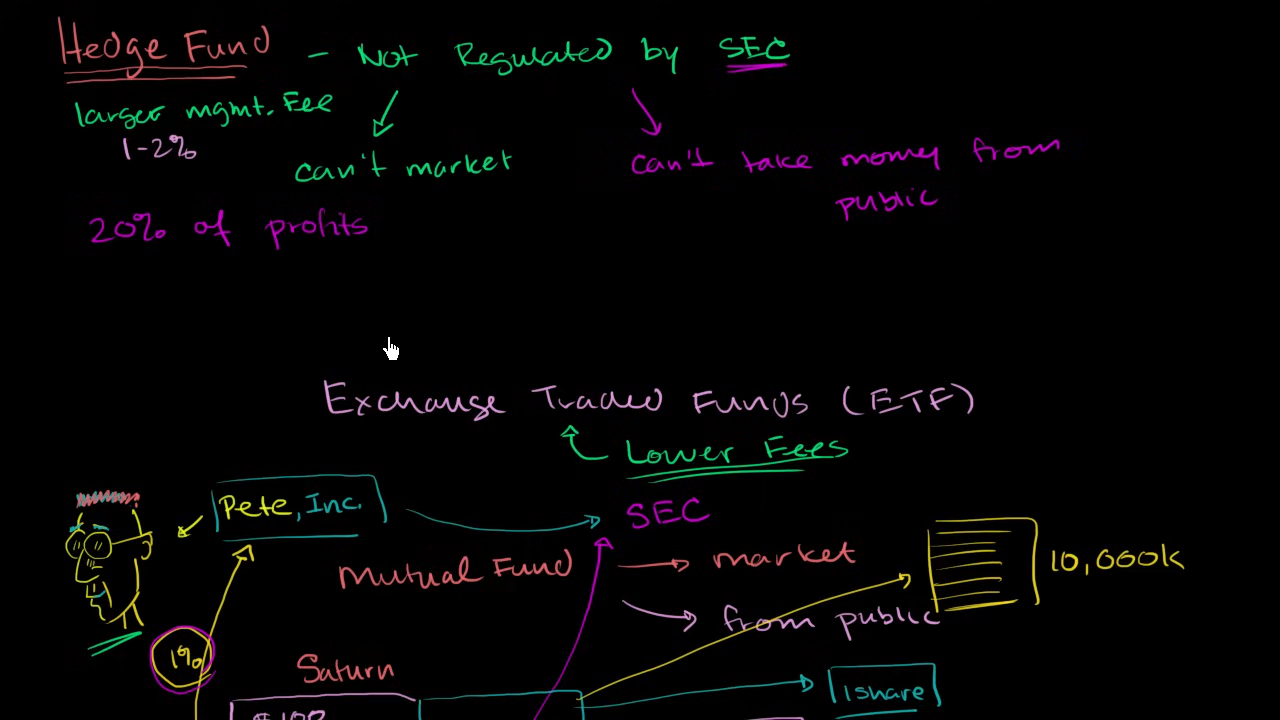 Hedge Fund - Not Regulated by SEC
larger mgmt. Fee
1-2%
can't market
can't take money from
public
20% of profits
Exchange Traded Funds (ETF)
Lower Fees
Pete, Inc.
SEC
Mutual Fund
market
10,000k
from public
1%
Saturn
1share
$100